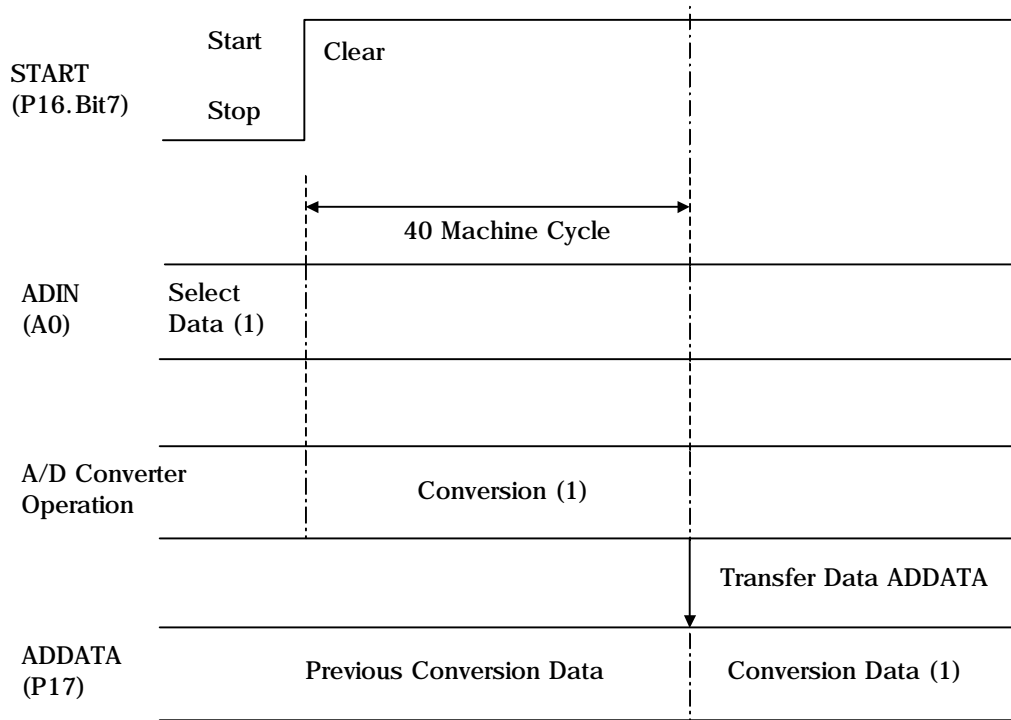 START
(P16.Bit7)
Start
Stop
Clear
40 Machine Cycle
ADIN
(A0)
Select
Data (1)
A/D Converter
Operation
Conversion (1)
Transfer Data ADDATA
ADDATA
(P17)
Previous Conversion Data
Conversion Data (1)